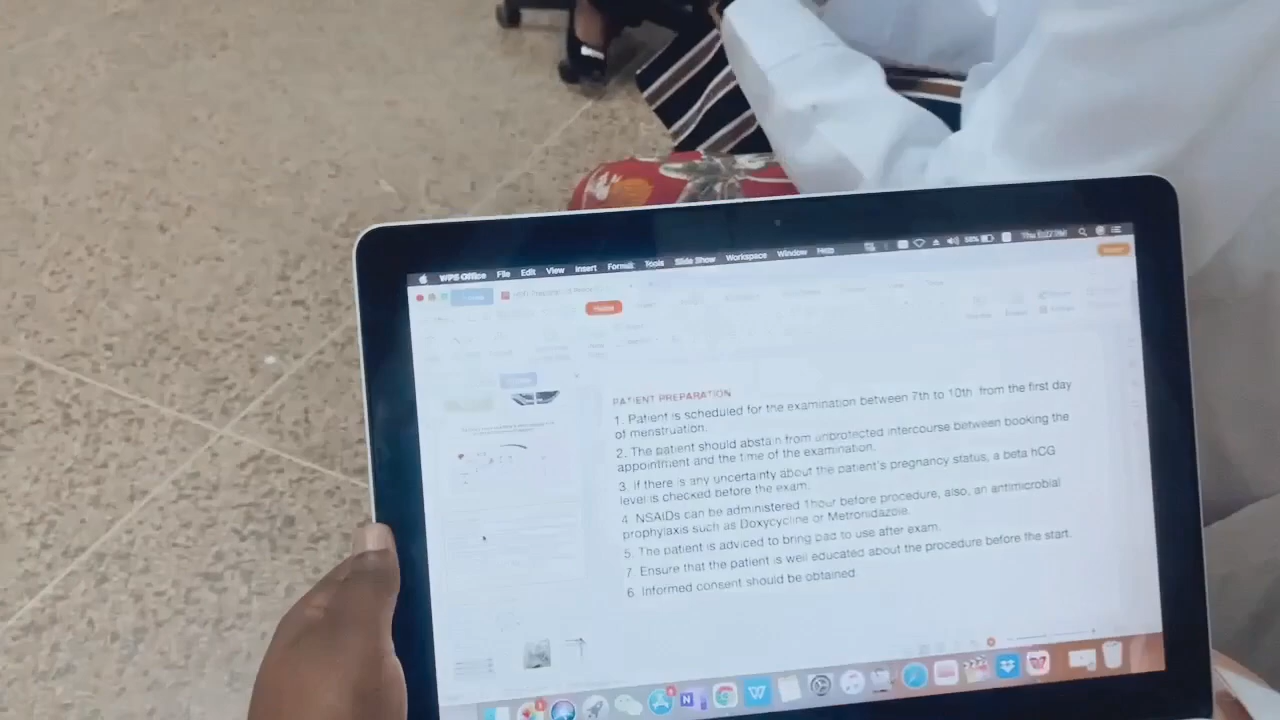 WPS Office File Edit View Insert Format Tools Slide Show Workspace Window Help
Home
PATIENT PREPARATION
1. Patient is scheduled for the examination between 7th to 10th from the first day
of menstruation.
2. The patient should abstain from unprotected intercourse between booking the
appointment and the time of the examination.
3. If there is any uncertainty about the patient's pregnancy status, a beta hCG
level is checked before the exam.
4 NSAIDs can be administered 1hour before procedure, also, an antimicrobial
prophylaxis such as Doxycycline or Metronidazole.
5. The patient is adviced to bring pad to use after exam.
7 Ensure that the patient is well educated about the procedure before the start.
6 Informed consent should be obtained.